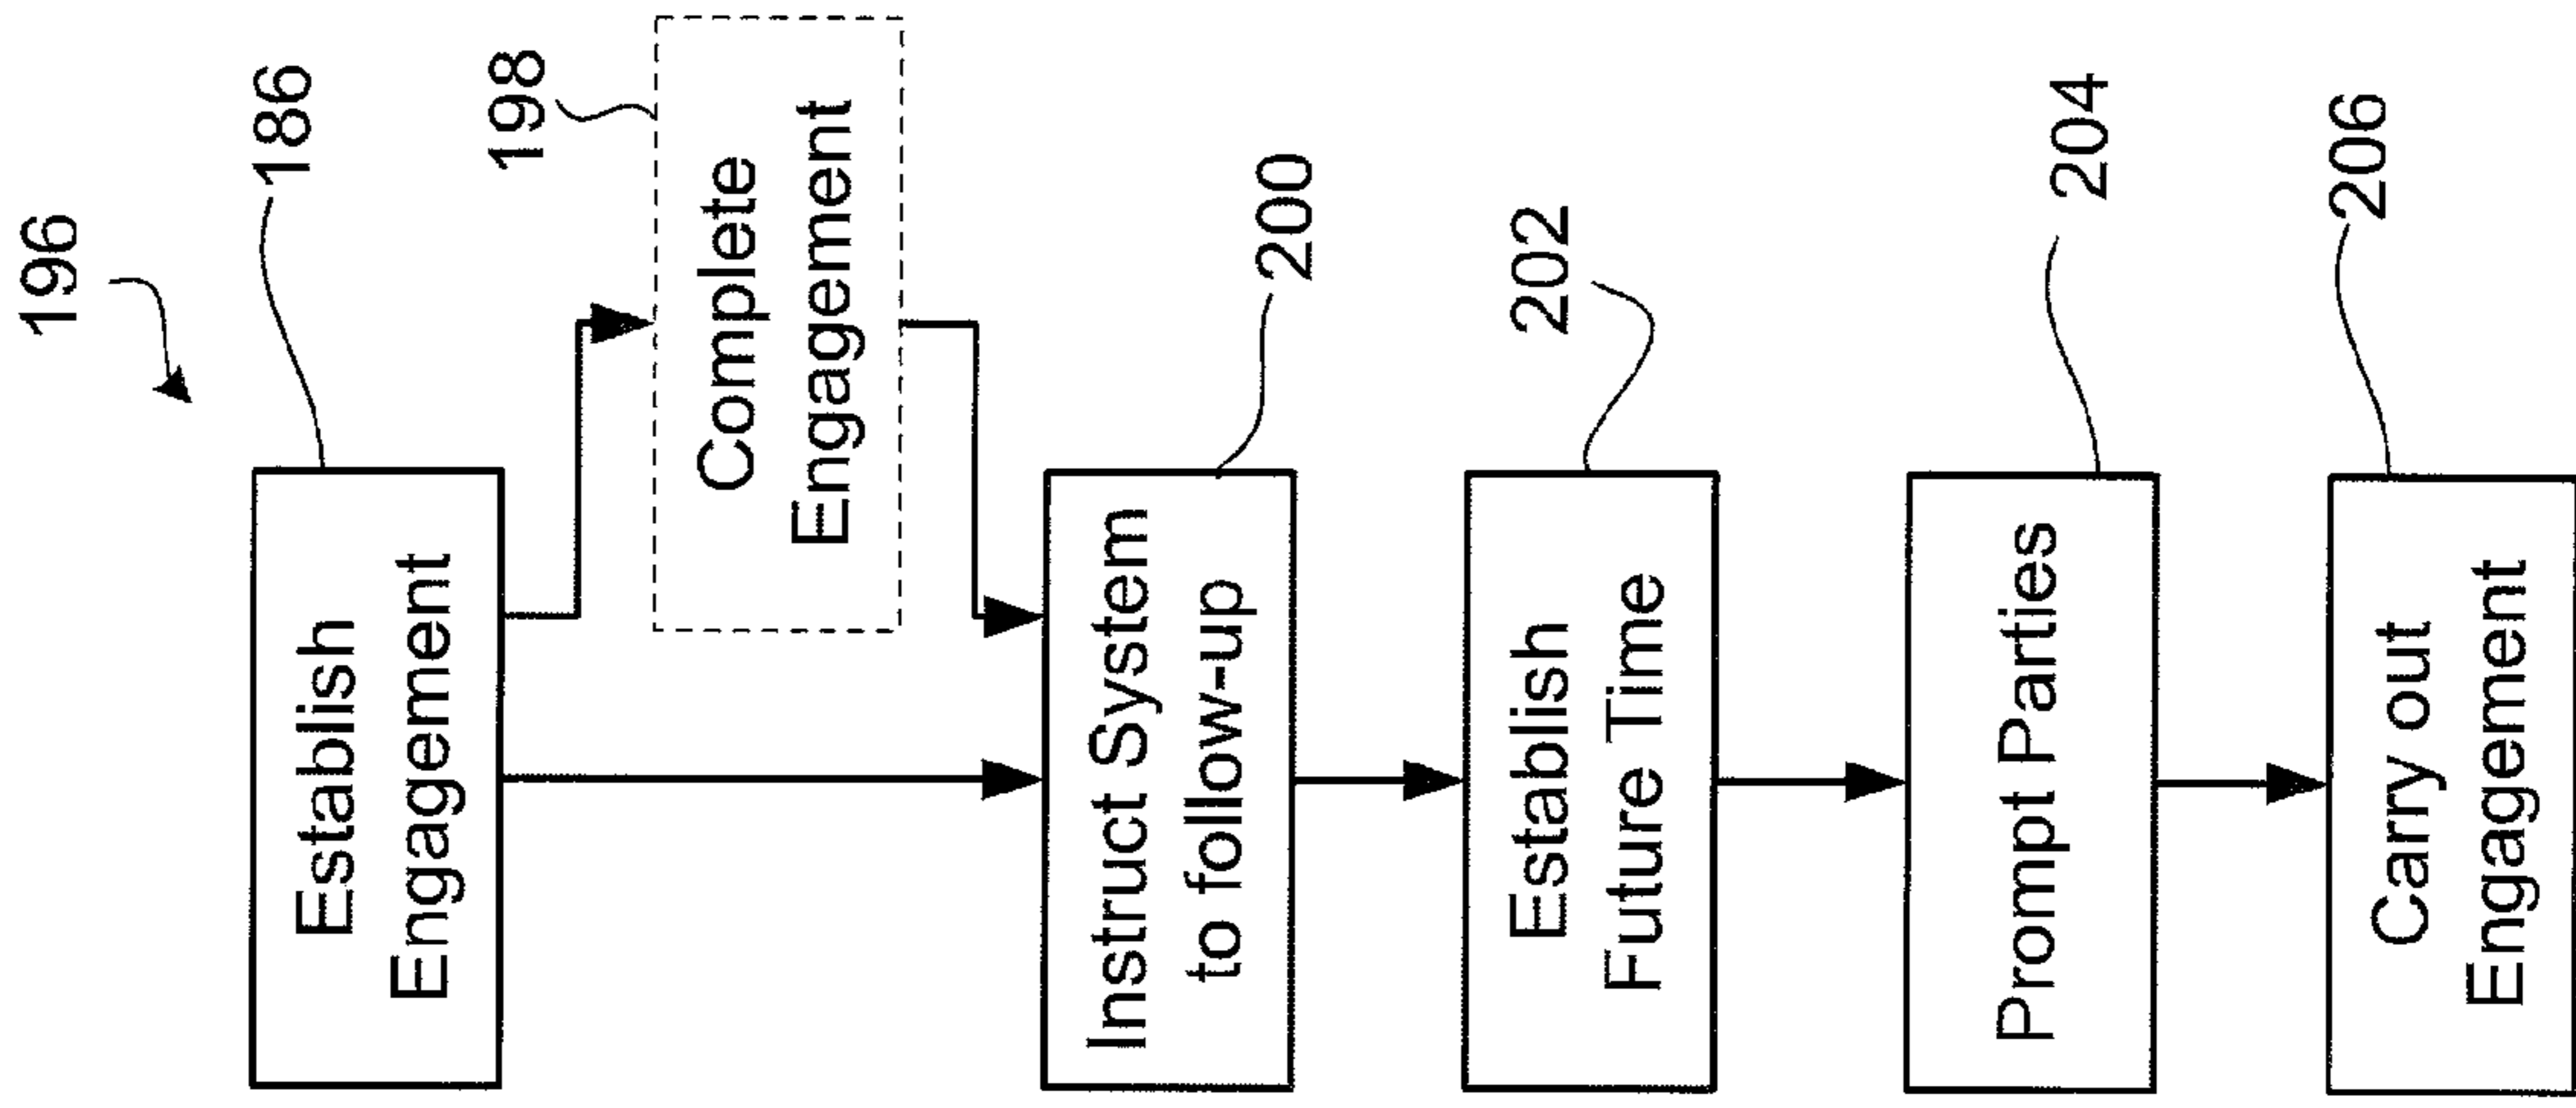 196
186
Establish
Engagement
198
Complete
Engagement
200
Instruct System
to follow-up
202
Establish
Future Time
204
Prompt Parties
206
Carry out
Engagement